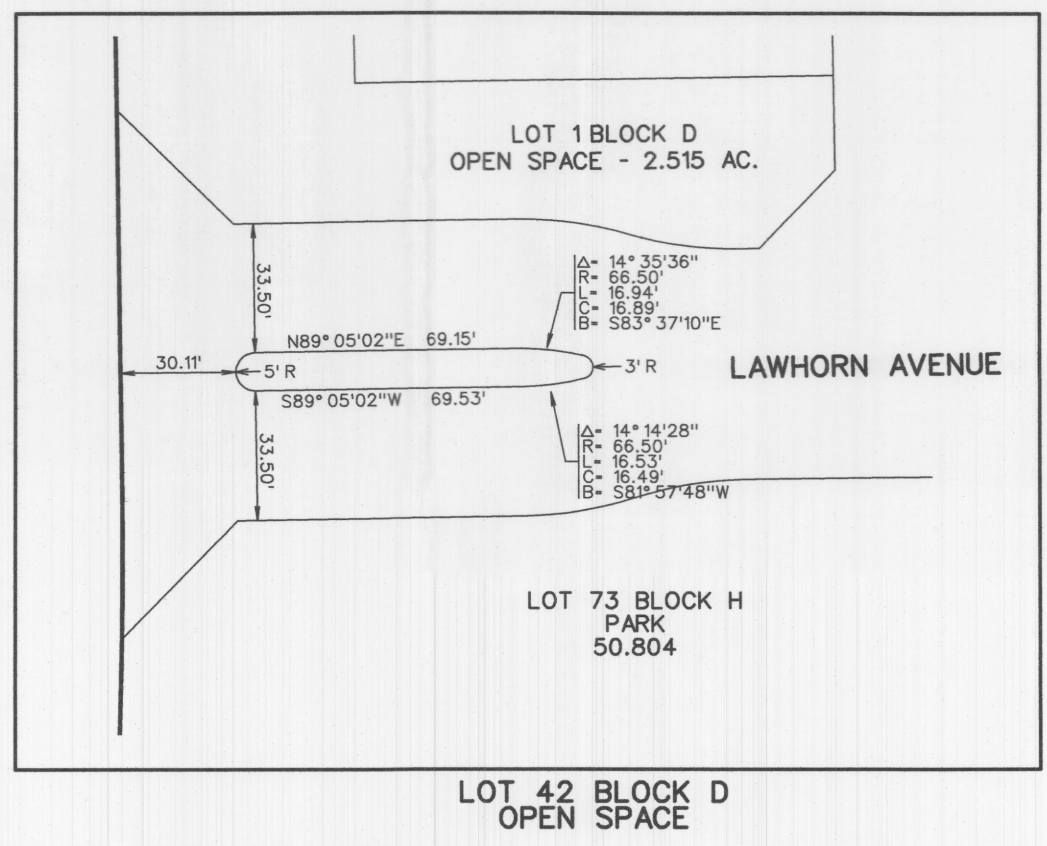 LOT 1 BLOCK D
OPEN SPACE - 2.515 AC.
33.50'
Δ= 14° 35'36"
R= 66.50'
L= 16.94'
C= 16.89'
B= S83° 37'10"E
N89° 05'02"E 69.15'
30.11'
5' R
3' R
LAWHORN AVENUE
S89° 05'02"W 69.53'
33.50'
Δ= 14° 14'28"
R= 66.50'
L= 16.53'
C= 16.49'
B= S81° 57'48"W
LOT 73 BLOCK H
PARK
50.804
LOT 42 BLOCK D
OPEN SPACE